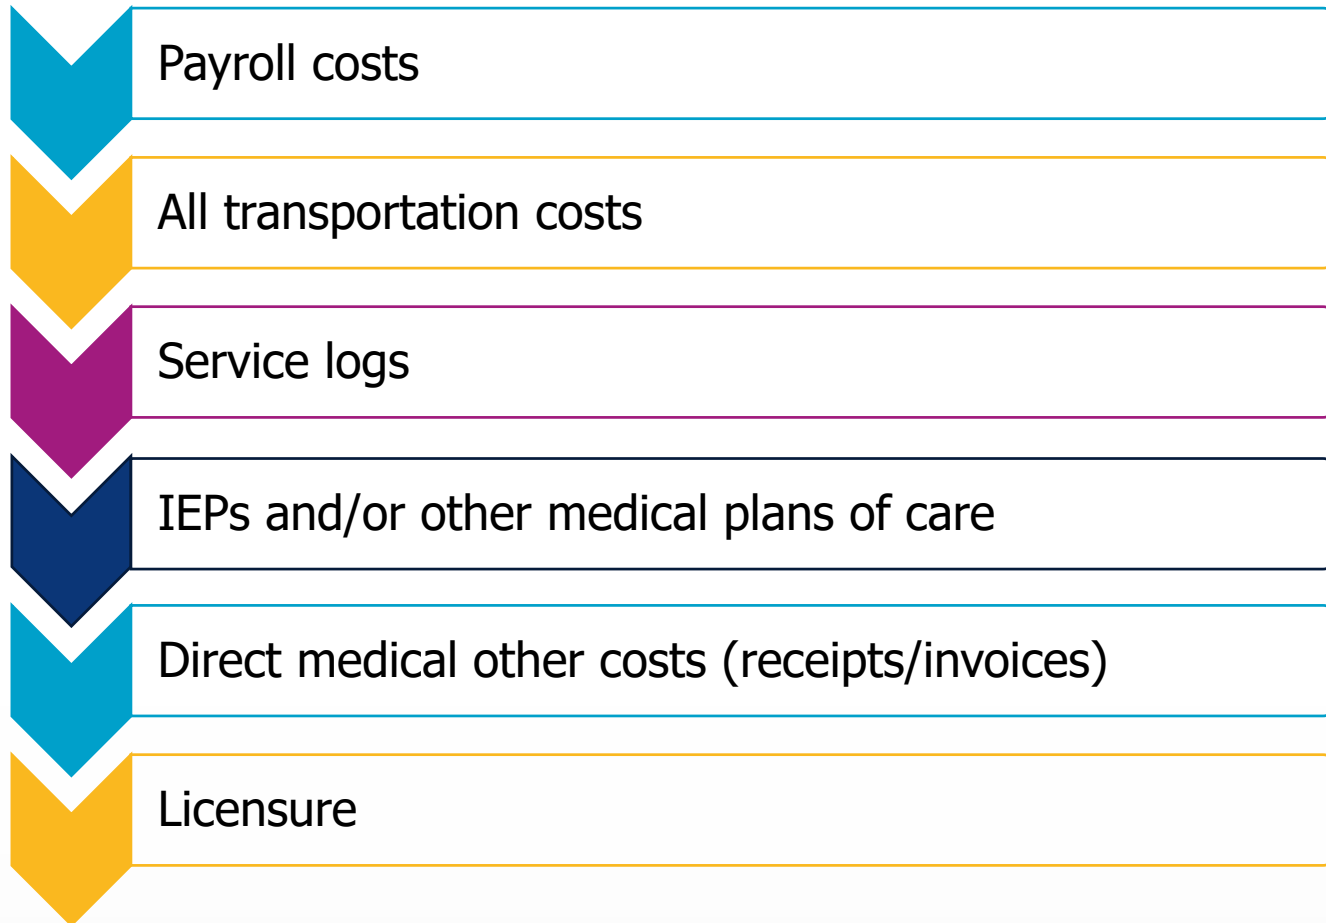 Payroll costs
All transportation costs
Service logs
IEPs and/or other medical plans of care
Direct medical other costs (receipts/invoices)
Licensure